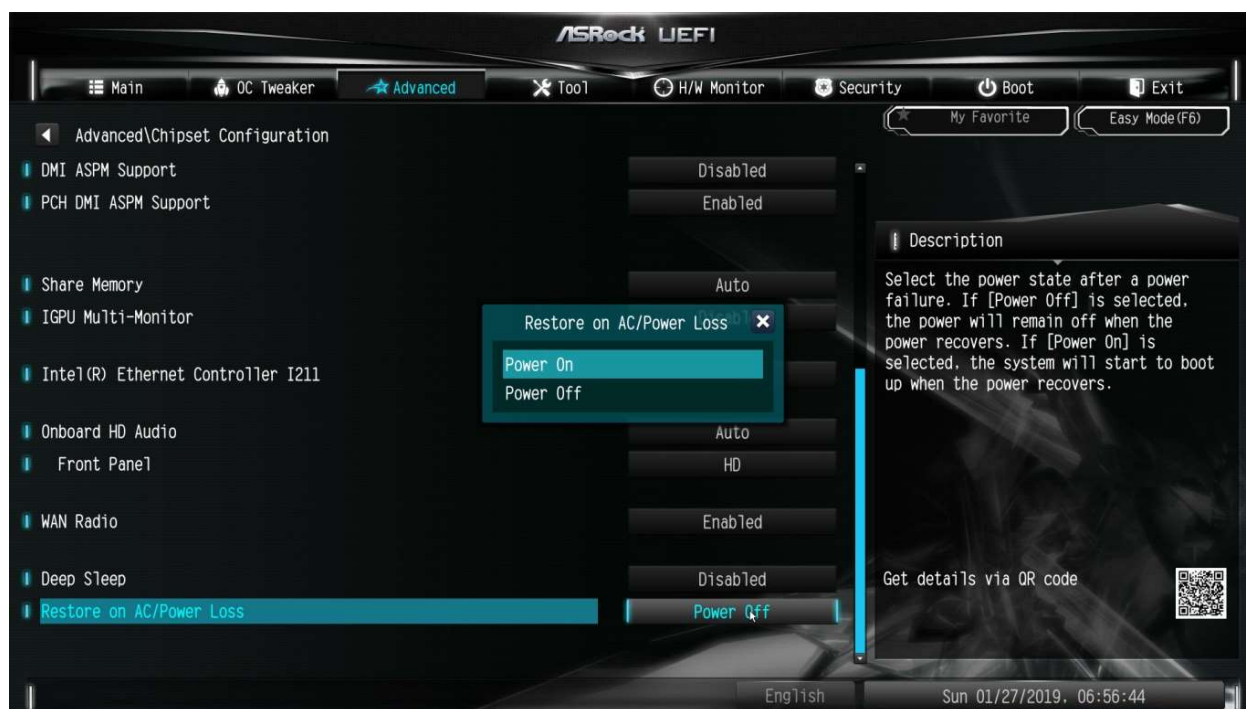 ASRock UEFI
Main OC Tweaker Advanced Tool H/W Monitor Security Boot Exit
My Favorite Easy Mode(F6)
Advanced\Chipset Configuration
DMI ASPM Support Disabled
PCH DMI ASPM Support Enabled
Share Memory Auto
IGPU Multi-Monitor
Intel(R) Ethernet Controller I211
Onboard HD Audio Auto
Front Panel HD
WAN Radio Enabled
Deep Sleep Disabled
Restore on AC/Power Loss Power Off
Restore on AC/Power Loss
Power On
Power Off
Description
Select the power state after a power
failure. If [Power Off] is selected,
the power will remain off when the
power recovers. If [Power On] is
selected, the system will start to boot
up when the power recovers.
Get details via QR code
English Sun 01/27/2019, 06:56:44